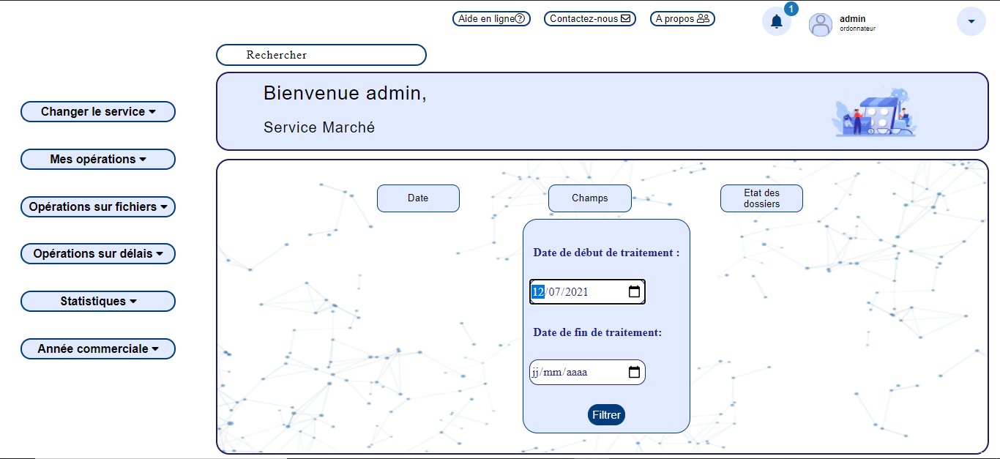 Aide en ligne
Contactez-nous
A propos
1
admin
ordonnateur
Rechercher
Bienvenue admin,
Service Marché
Changer le service
Mes opérations
Opérations sur fichiers
Opérations sur délais
Statistiques
Année commerciale
Date
Champs
Etat des
dossiers
Date de début de traitement :
12/07/2021
Date de fin de traitement:
jj/mm/aaaa
Filtrer